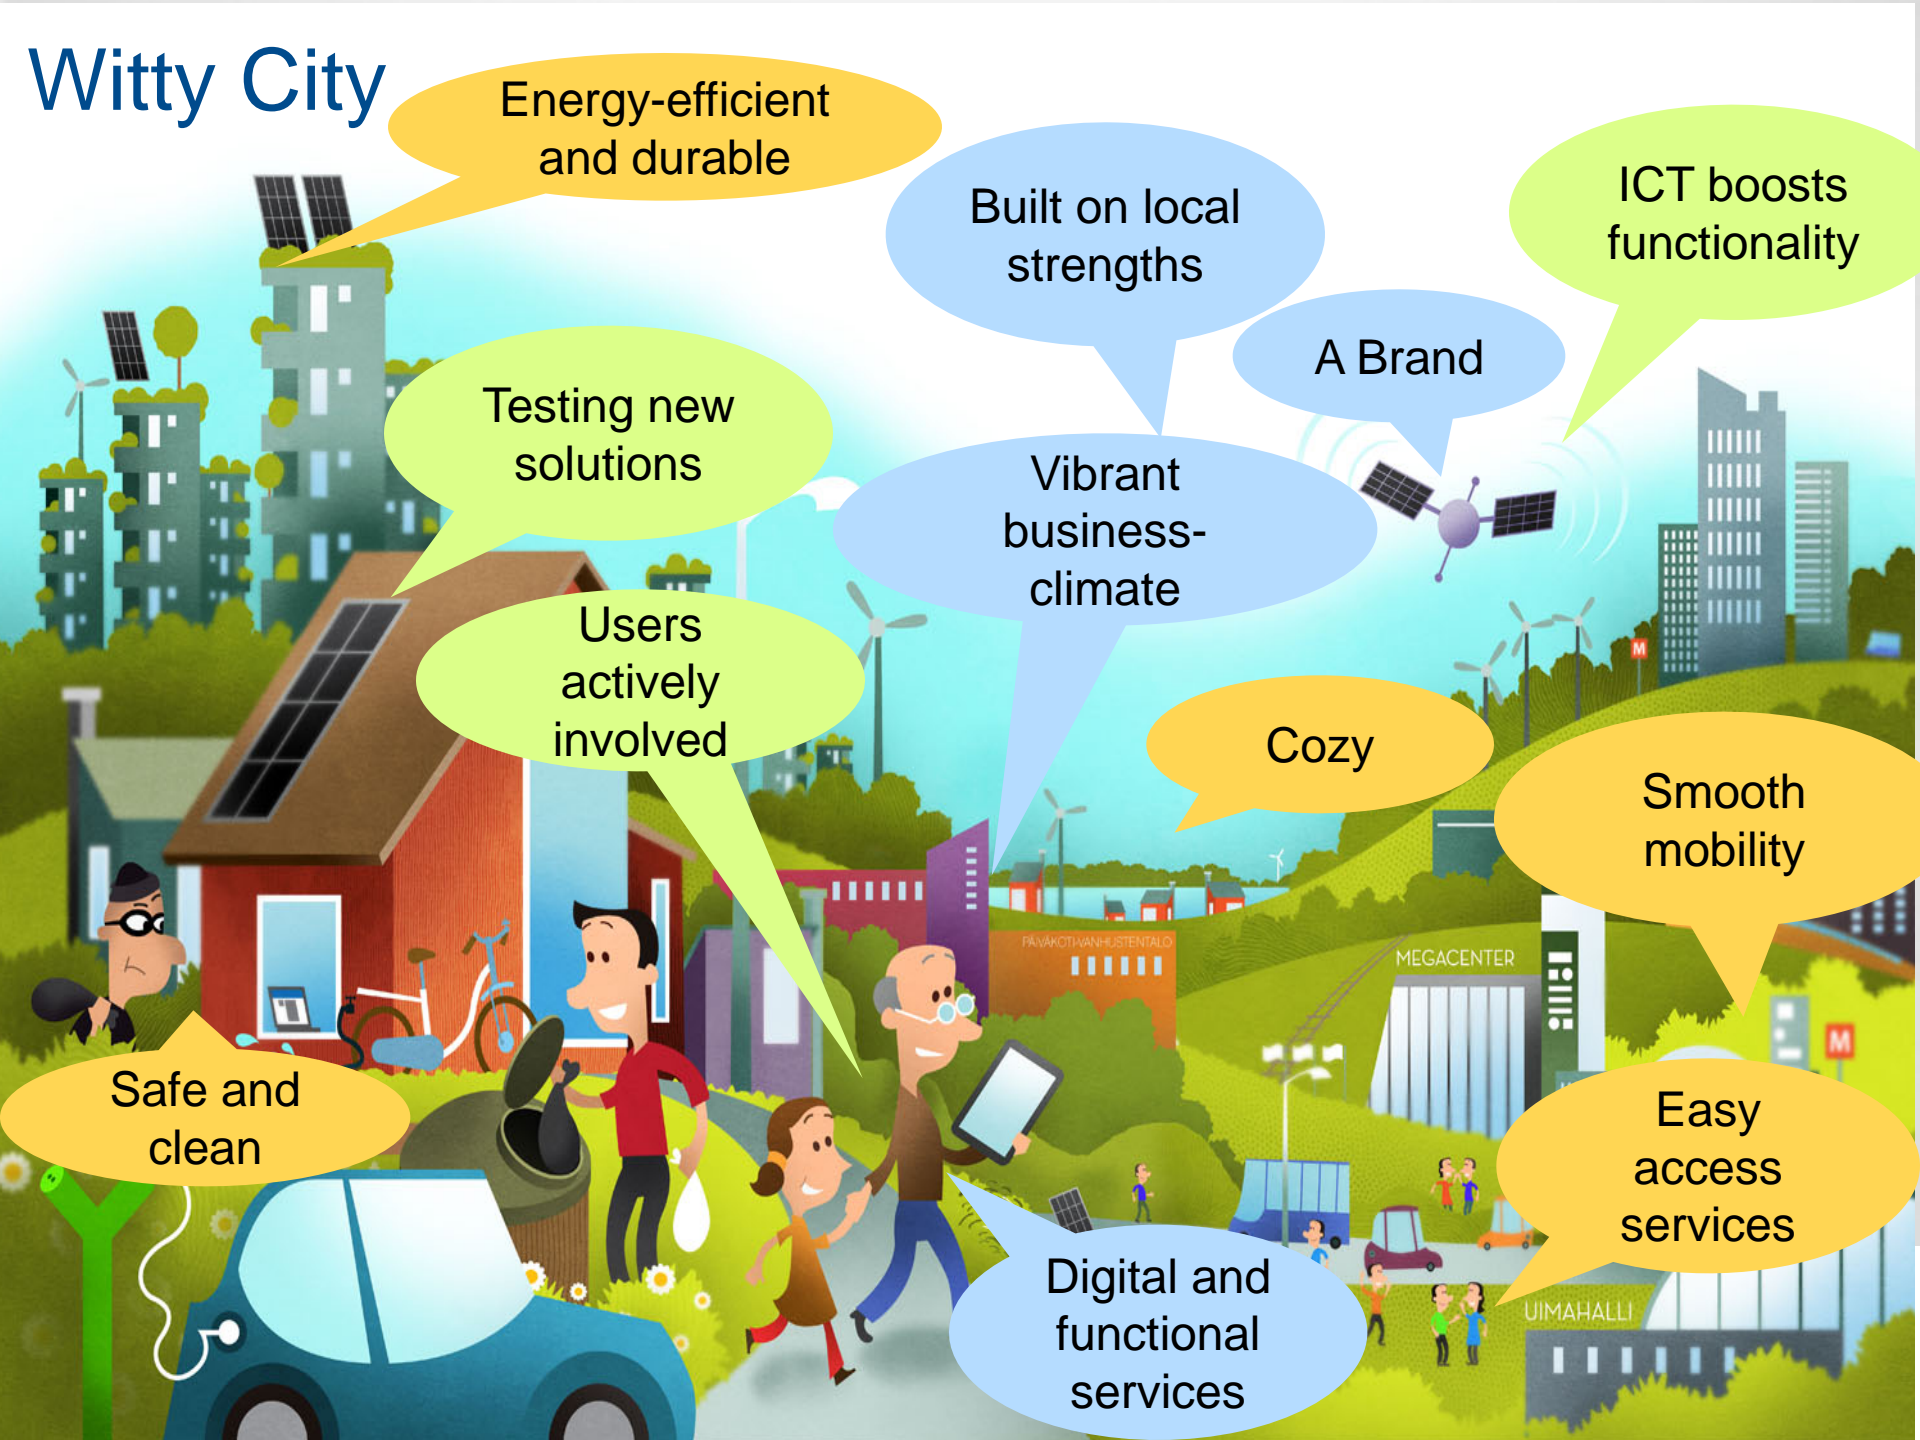 Witty City
Energy-efficient
and durable
Built on local
strengths
ICT boosts
functionality
A Brand
Testing new
solutions
Vibrant
business-
climate
Users
actively
involved
M
Cozy
Smooth
mobility
PÄIVÄKOTI-VANHUSTENTALO
MEGACENTER
M
Safe and
clean
Easy
access
services
Digital and
functional
services
UIMAHALLI